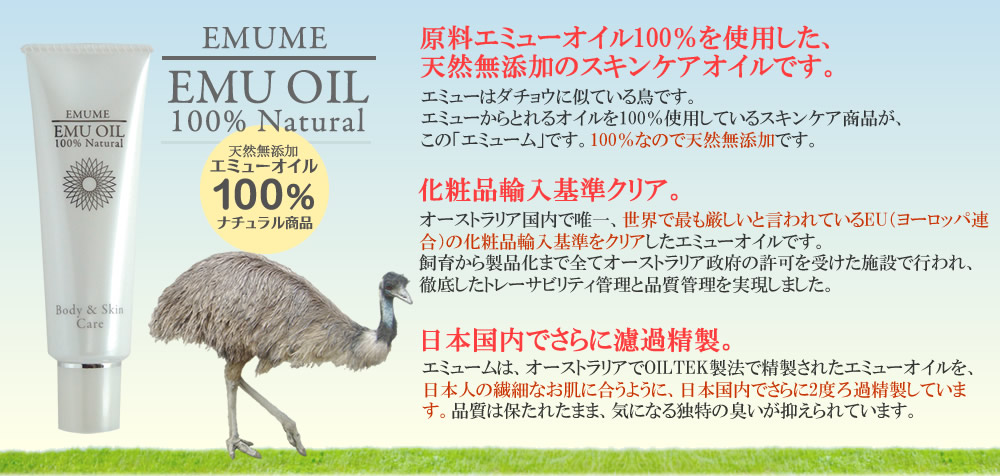 EMUME
EMU OIL
100% Natural
天然無添加
エミューオイル
100%
ナチュラル商品
EMUME
EMU OIL
100% Natural
Body & Skin
Care
原料エミューオイル100%を使用した、
天然無添加のスキンケアオイルです。
エミューはダチョウに似ている鳥です。
エミューからとれるオイルを100%使用しているスキンケア商品が、
この「エミューム」です。100%なので天然無添加です。
化粧品輸入基準クリア。
オーストラリア国内で唯一、世界で最も厳しいと言われているEU(ヨーロッパ連
合)の化粧品輸入基準をクリアしたエミューオイルです。
飼育から製品化まで全てオーストラリア政府の許可を受けた施設で行われ、
徹底したトレーサビリティ管理と品質管理を実現しました。
日本国内でさらに濾過精製。
エミュームは、オーストラリアでOILTEK製法で精製されたエミューオイルを、
日本人の繊細なお肌に合うように、日本国内でさらに2度ろ過精製していま
す。品質は保たれたまま、気になる独特の臭いが抑えられています。